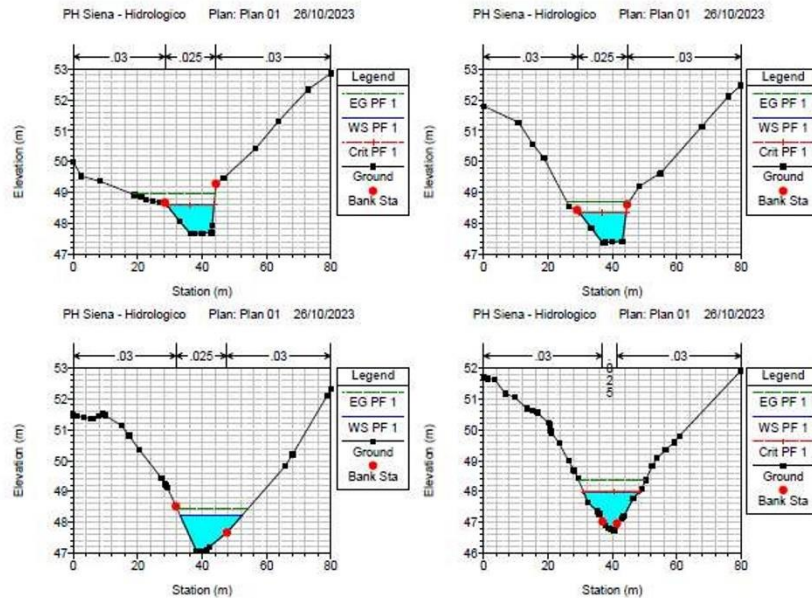 PH Siena - Hidrologico Plan: Plan 01 26/10/2023
.03 .025 .03
Elevation (m)
53
52
51
50
49
48
47
0 20 40 60 80
Station (m)
Legend
EG PF 1
WS PF 1
Crit PF 1
Ground
Bank Sta
PH Siena - Hidrologico Plan: Plan 01 26/10/2023
.03 .025 .03
Elevation (m)
53
52
51
50
49
48
47
0 20 40 60 80
Station (m)
Legend
EG PF 1
WS PF 1
Crit PF 1
Ground
Bank Sta
PH Siena - Hidrologico Plan: Plan 01 26/10/2023
.03 .025 .03
Elevation (m)
53
52
51
50
49
48
47
0 20 40 60 80
Station (m)
Legend
EG PF 1
WS PF 1
Ground
Bank Sta
PH Siena - Hidrologico Plan: Plan 01 26/10/2023
.03 .025 .03
Elevation (m)
52
51
50
49
48
47
46
0 20 40 60 80
Station (m)
Legend
EG PF 1
WS PF 1
Crit PF 1
Ground
Bank Sta